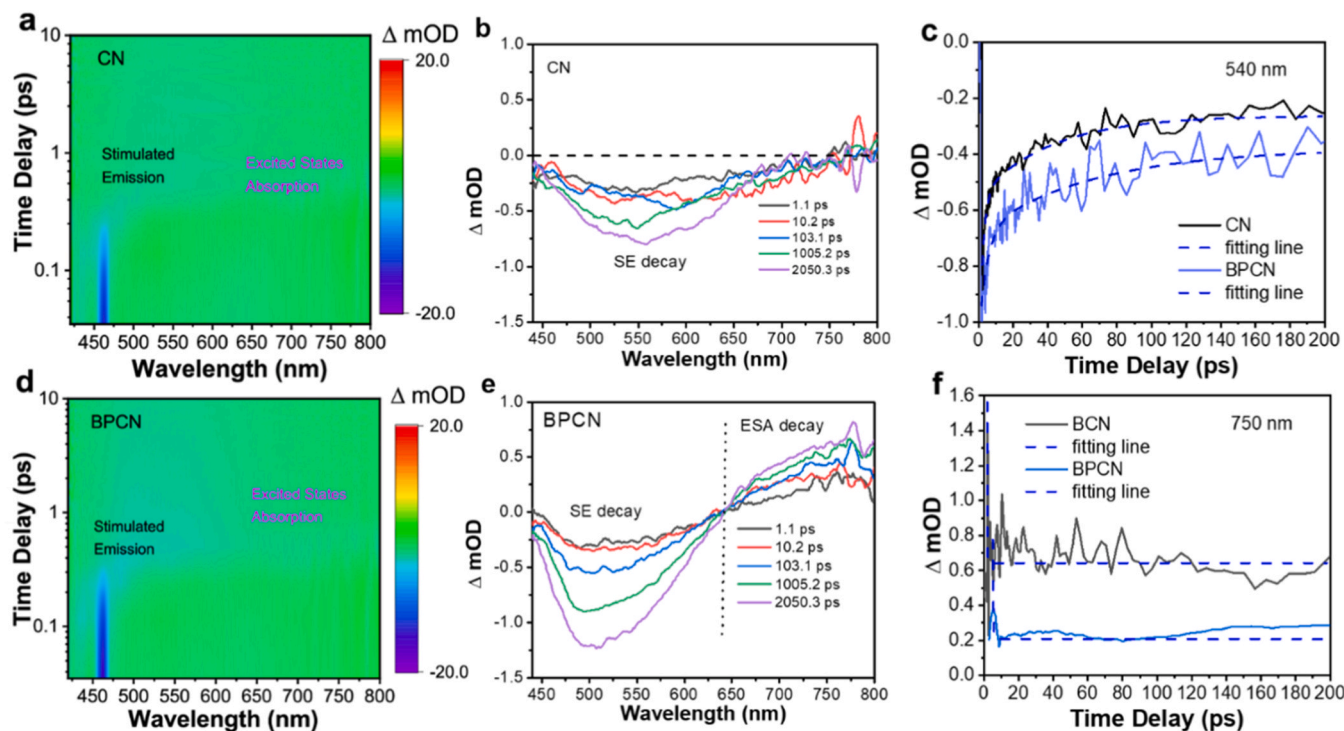 a
Δ mOD
CN
20.0
-20.0
10
1
0.1
Time Delay (ps)
Stimulated
Emission
Excited States
Absorption
450 500 550 600 650 700 750 800
Wavelength (nm)
b
CN
1.0
0.5
0.0
-0.5
-1.0
-1.5
Δ mOD
SE decay
1.1 ps
10.2 ps
103.1 ps
1005.2 ps
2050.3 ps
450 500 550 600 650 700 750 800
Wavelength (nm)
c
540 nm
0.0
-0.2
-0.4
-0.6
-0.8
-1.0
Δ mOD
CN
fitting line
BPCN
fitting line
0 20 40 60 80 100 120 140 160 180 200
Time Delay (ps)
d
Δ mOD
BPCN
20.0
-20.0
10
1
0.1
Time Delay (ps)
Stimulated
Emission
Excited States
Absorption
450 500 550 600 650 700 750 800
Wavelength (nm)
e
BPCN
ESA decay
1.0
0.5
0.0
-0.5
-1.0
-1.5
Δ mOD
SE decay
1.1 ps
10.2 ps
103.1 ps
1005.2 ps
2050.3 ps
450 500 550 600 650 700 750 800
Wavelength (nm)
f
750 nm
1.6
1.4
1.2
1.0
0.8
0.6
0.4
0.2
0.0
Δ mOD
BCN
fitting line
BPCN
fitting line
0 20 40 60 80 100 120 140 160 180 200
Time Delay (ps)